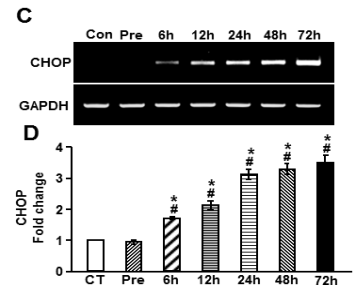 C
Con Pre 6h 12h 24h 48h 72h
CHOP
GAPDH
D
CHOP
Fold change
4
3
2
1
0
* * * * *
# # # # #
CT Pre 6h 12h 24h 48h 72h